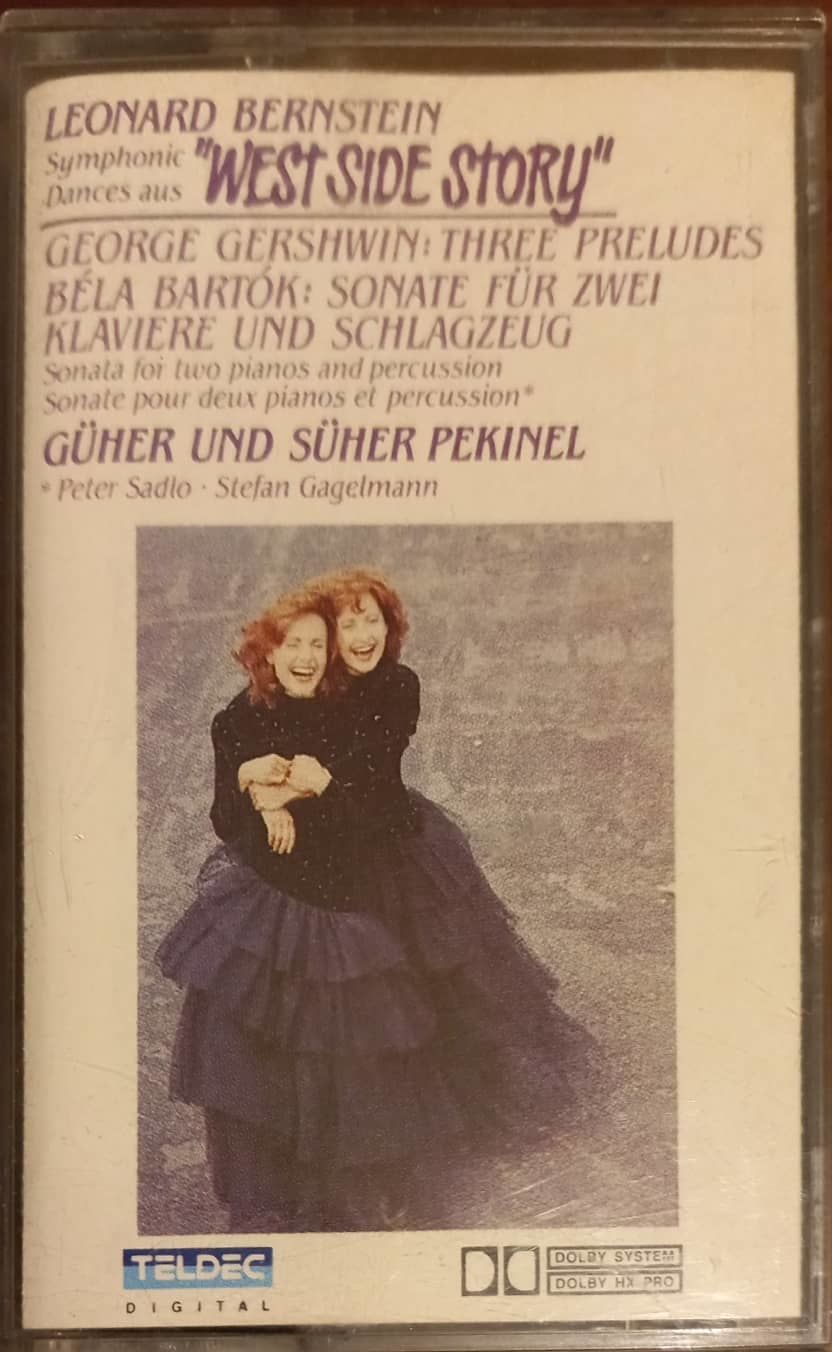 LEONARD BERNSTEIN
Symphonic "WEST SIDE STORY"
Dances aus
GEORGE GERSHWIN: THREE PRELUDES
BÉLA BARTÓK: SONATE FÜR ZWEI
KLAVIERE UND SCHLAGZEUG
Sonata for two pianos and percussion
Sonate pour deux pianos et percussion*
GÜHER UND SÜHER PEKINEL
* Peter Sadlo · Stefan Gagelmann
TELDEC
DIGITAL
DOLBY SYSTEM
DOLBY HX PRO